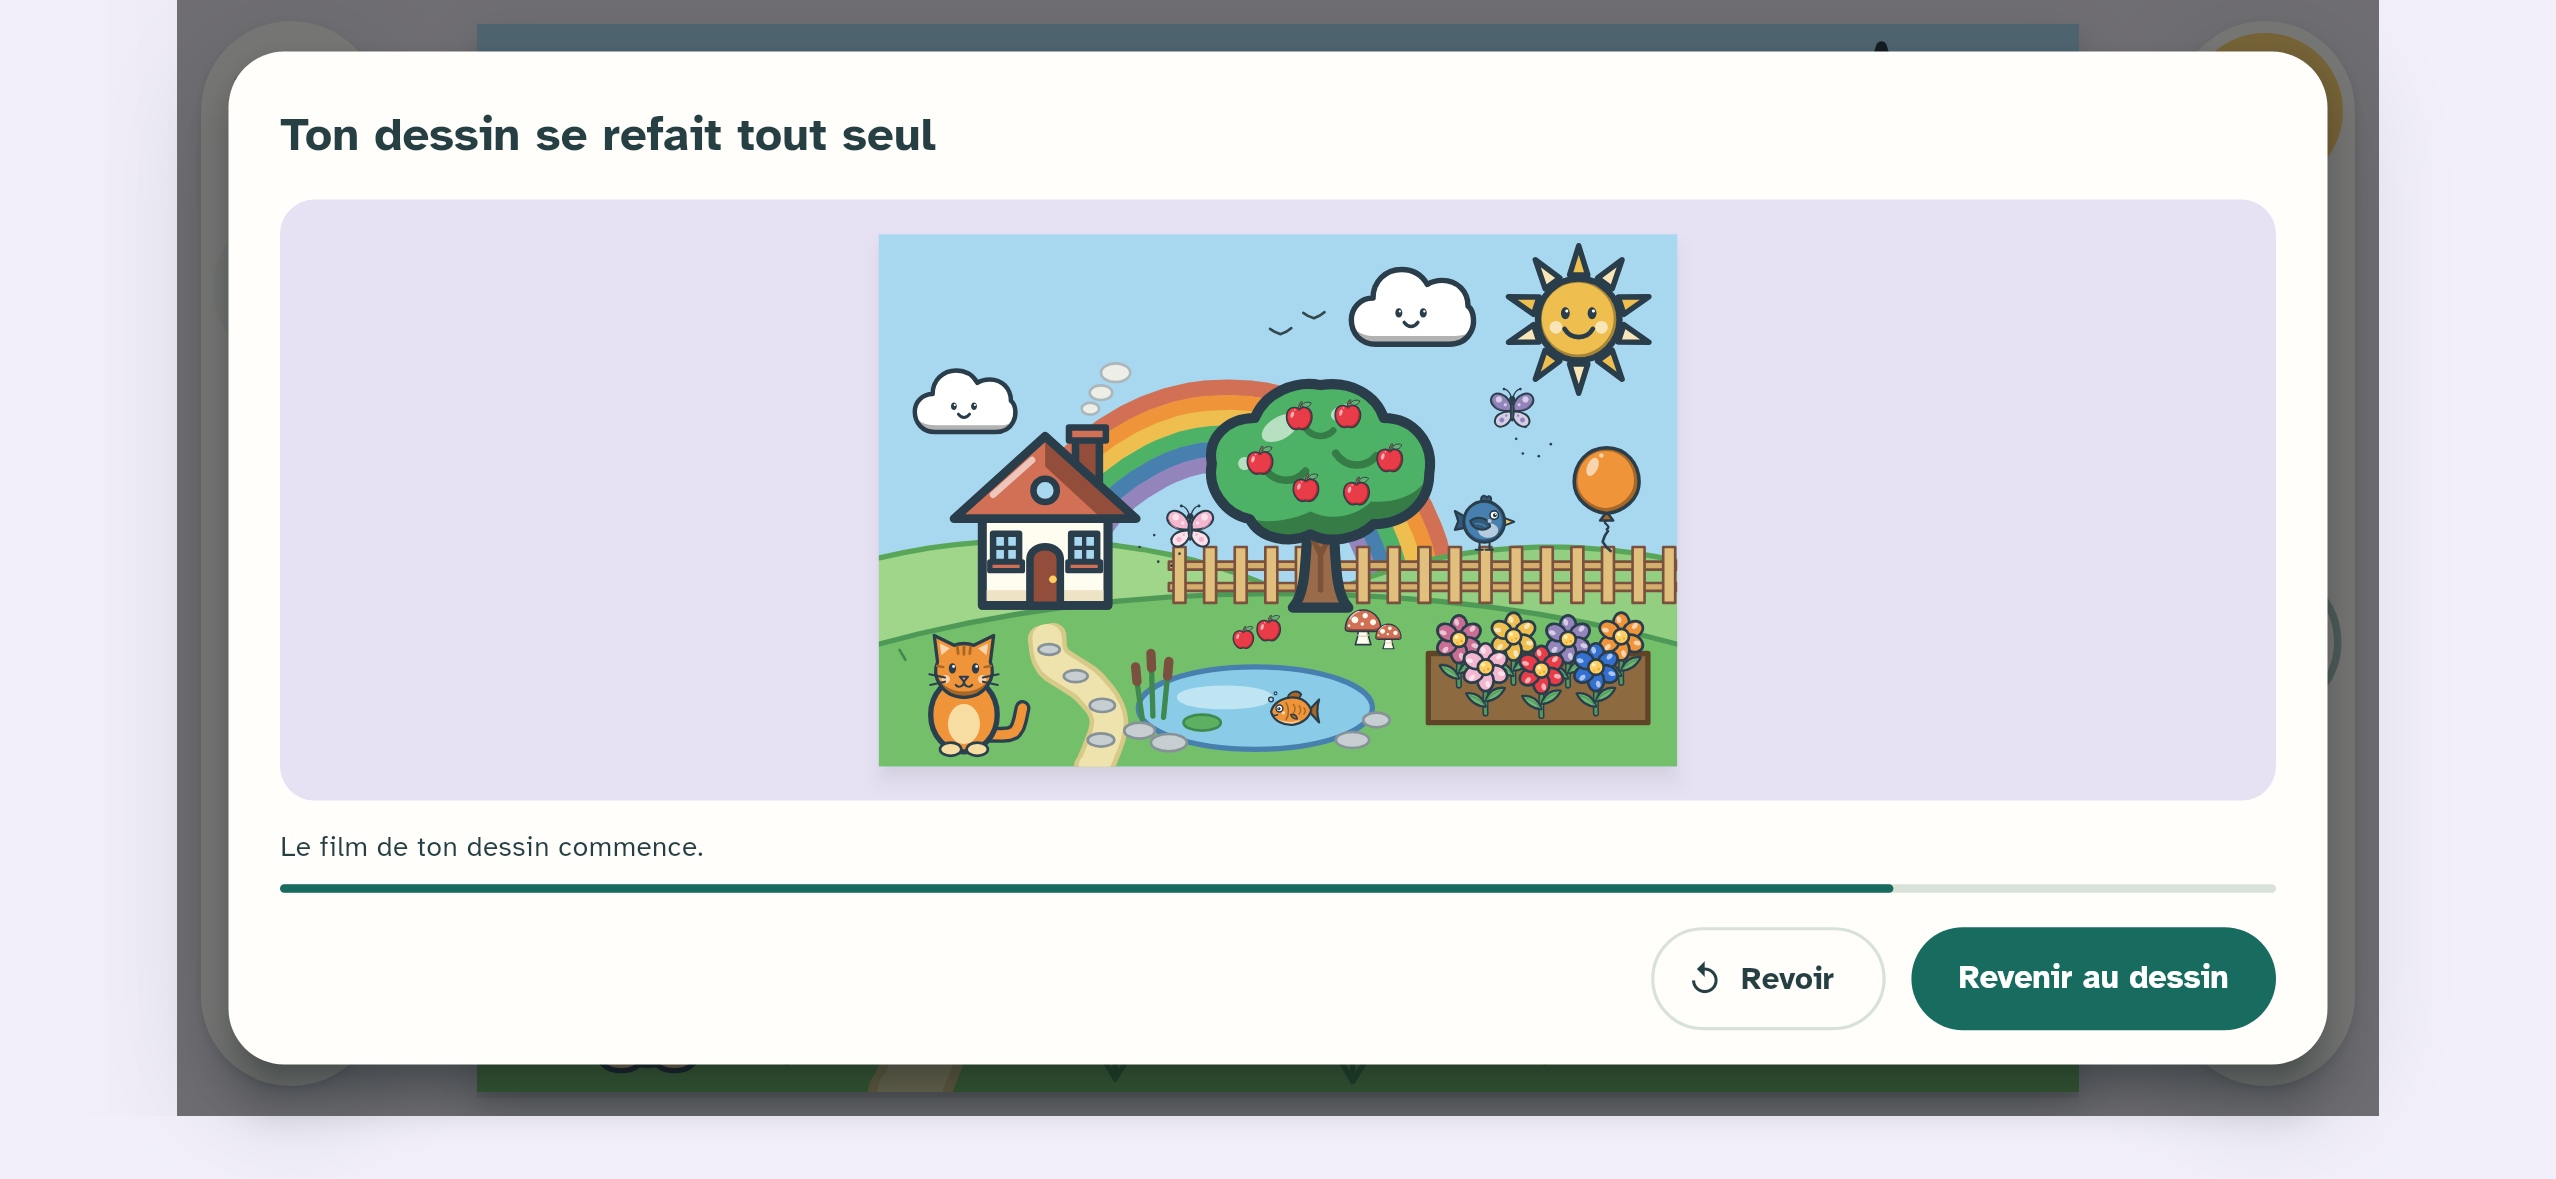 Ton dessin se refait tout seul
Le film de ton dessin commence.
Revoir
Revenir au dessin